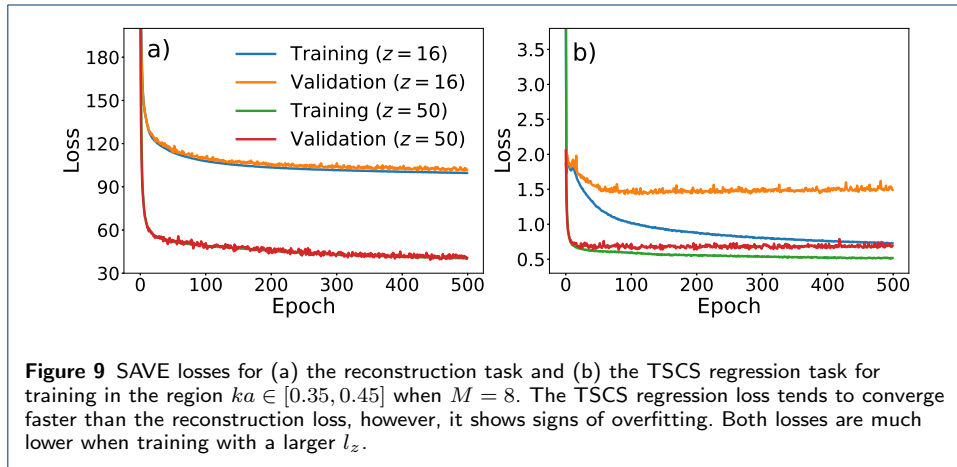 a)
180
150
120
90
60
30
Loss
0 100 200 300 400 500
Epoch
Training (z = 16)
Validation (z = 16)
Training (z = 50)
Validation (z = 50)
b)
3.5
3.0
2.5
2.0
1.5
1.0
0.5
Loss
0 100 200 300 400 500
Epoch
Figure 9 SAVE losses for (a) the reconstruction task and (b) the TSCS regression task for
training in the region ka ∈ [0.35, 0.45] when M = 8. The TSCS regression loss tends to converge
faster than the reconstruction loss, however, it shows signs of overfitting. Both losses are much
lower when training with a larger l_z.